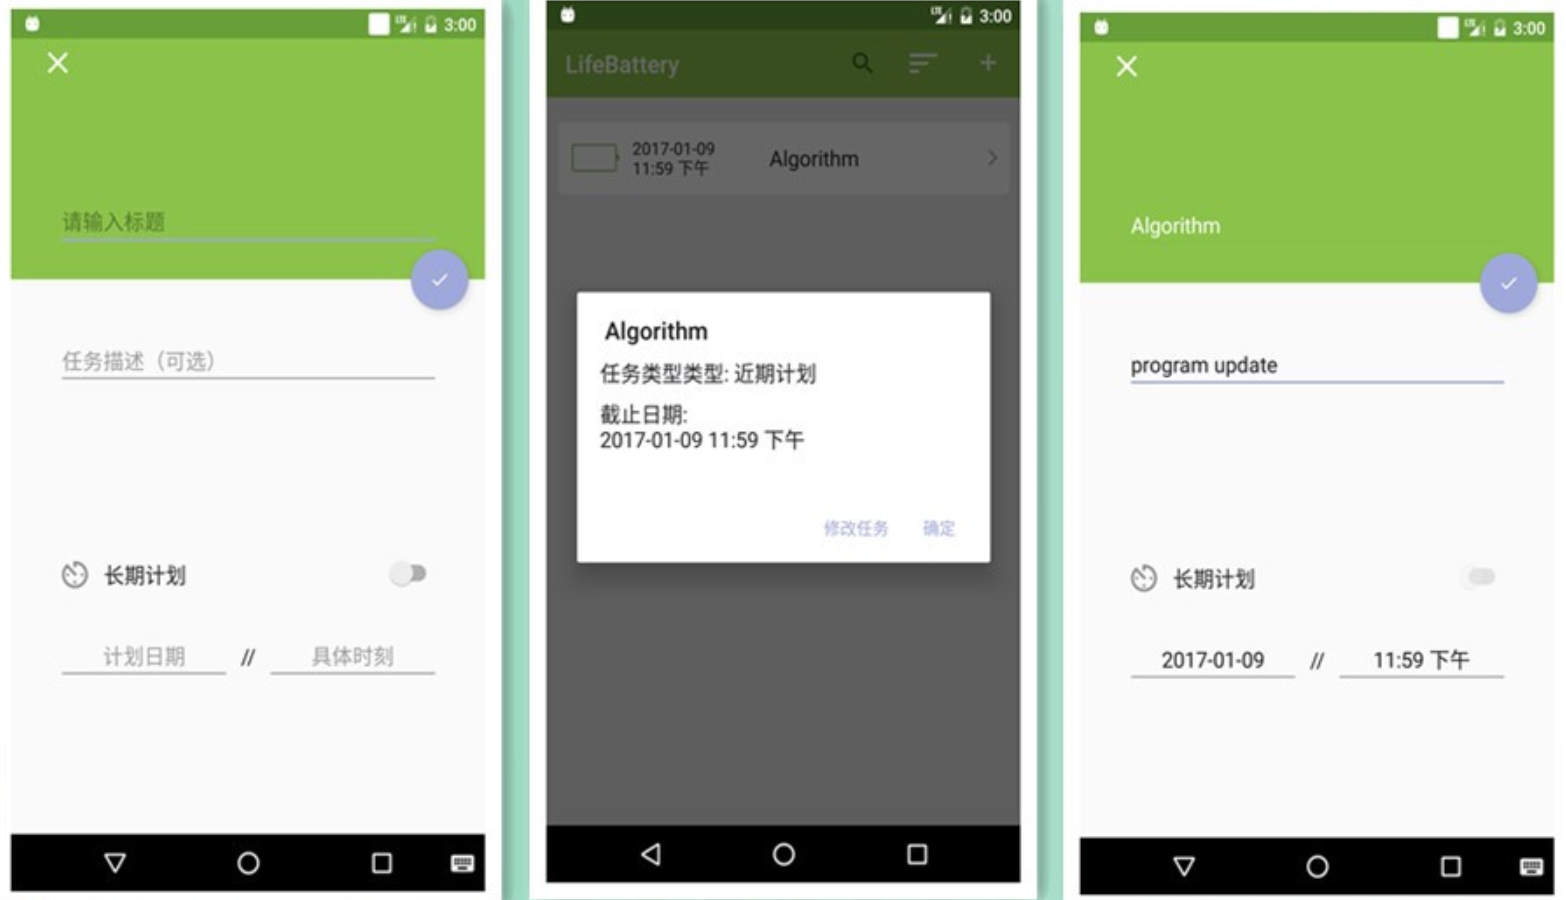 3:00
请输入标题
任务描述（可选）
长期计划
计划日期 // 具体时刻
3:00
LifeBattery
2017-01-09
11:59 下午
Algorithm
Algorithm
任务类型类型: 近期计划
截止日期:
2017-01-09 11:59 下午
修改任务 确定
3:00
Algorithm
program update
长期计划
2017-01-09 // 11:59 下午